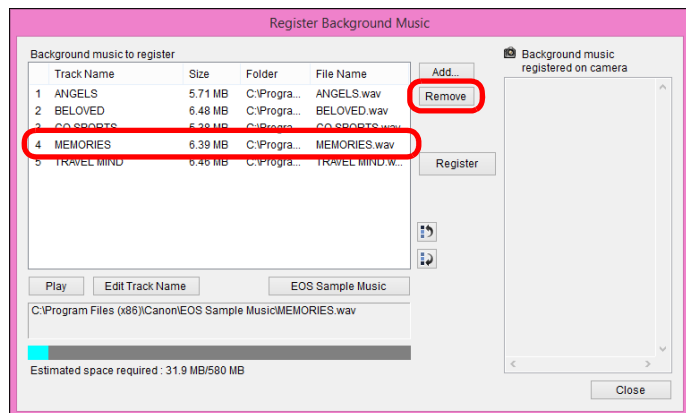 Register Background Music
Background music to register
Track Name Size Folder File Name
1 ANGELS 5.71 MB C:\Progra... ANGELS.wav
2 BELOVED 6.48 MB C:\Progra... BELOVED.wav
3 GO SPORTS 5.38 MB C:\Progra... GO SPORTS.wav
4 MEMORIES 6.39 MB C:\Progra... MEMORIES.wav
5 TRAVEL MIND 6.46 MB C:\Progra... TRAVEL MIND.w...
Add...
Remove
Register
Background music
registered on camera
Play Edit Track Name EOS Sample Music
C:\Program Files (x86)\Canon\EOS Sample Music\MEMORIES.wav
Estimated space required : 31.9 MB/580 MB
Close